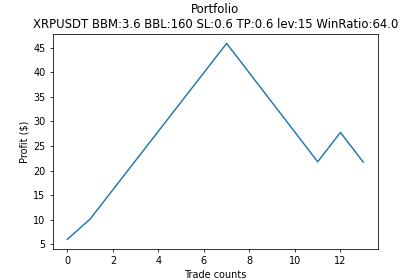 Portfolio
XRPUSDT BBM:3.6 BBL:160 SL:0.6 TP:0.6 lev:15 WinRatio:64.0
45
40
35
30
25
20
15
10
5
Profit ($)
0 2 4 6 8 10 12
Trade counts